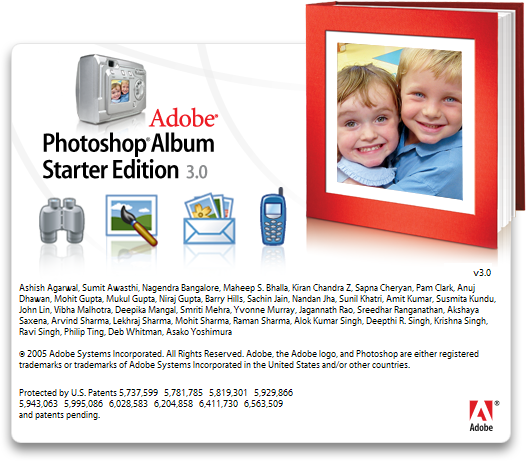 Adobe®
Photoshop® Album
Starter Edition 3.0
v3.0
Ashish Agarwal, Sumit Awasthi, Nagendra Bangalore, Maheep S. Bhalla, Kiran Chandra Z, Sapna Cheryan, Pam Clark, Anuj
Dhawan, Mohit Gupta, Mukul Gupta, Niraj Gupta, Barry Hills, Sachin Jain, Nandan Jha, Sunil Khatri, Amit Kumar, Susmita Kundu,
John Lin, Vibha Malhotra, Deepika Mangal, Smriti Mehra, Yvonne Murray, Jagannath Rao, Sreedhar Ranganathan, Akshaya
Saxena, Arvind Sharma, Lekhraj Sharma, Mohit Sharma, Raman Sharma, Alok Kumar Singh, Deepthi R. Singh, Krishna Singh,
Ravi Singh, Philip Ting, Deb Whitman, Asako Yoshimura
® 2005 Adobe Systems Incorporated. All Rights Reserved. Adobe, the Adobe logo, and Photoshop are either registered
trademarks or trademarks of Adobe Systems Incorporated in the United States and/or other countries.
Protected by U.S. Patents 5,737,599 5,781,785 5,819,301 5,929,866
5,943,063 5,995,086 6,028,583 6,204,858 6,411,730 6,563,509
and patents pending.
®
Adobe